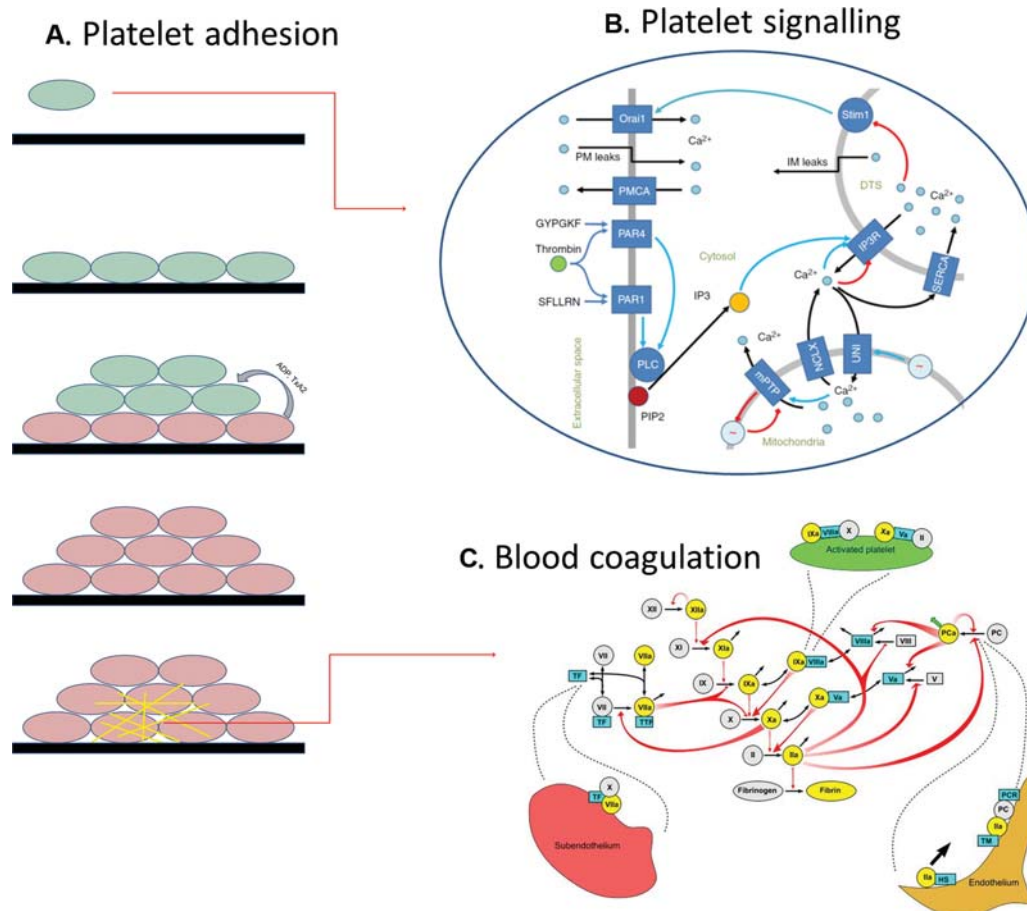 A. Platelet adhesion
ADP, TxA2
B. Platelet signalling
Orai1
Ca2+
PM leaks
PMCA
GYPGKF
PAR4
Thrombin
SFLLRN
PAR1
PLC
PIP2
Extracellular space
Cytosol
IP3
Stim1
IM leaks
DTS
Ca2+
IP3R
SERCA
Ca2+
NCLX
UNI
Ca2+
mPTP
Ca2+
Mitochondria
C. Blood coagulation
IXa VIIIa X
Xa Va II
Activated platelet
XII XIIa
XI XIa
VII VIIa
TF
IX IXa
IXa VIIIa
VIIIa VIII
PCa PC
Va V
VII VIIa
TF TTF
X Xa
Xa Va
II IIa
Fibrinogen Fibrin
TF X
VIIa
Subendothelium
PCR
PC
IIa
TM
IIa HS
Endothelium